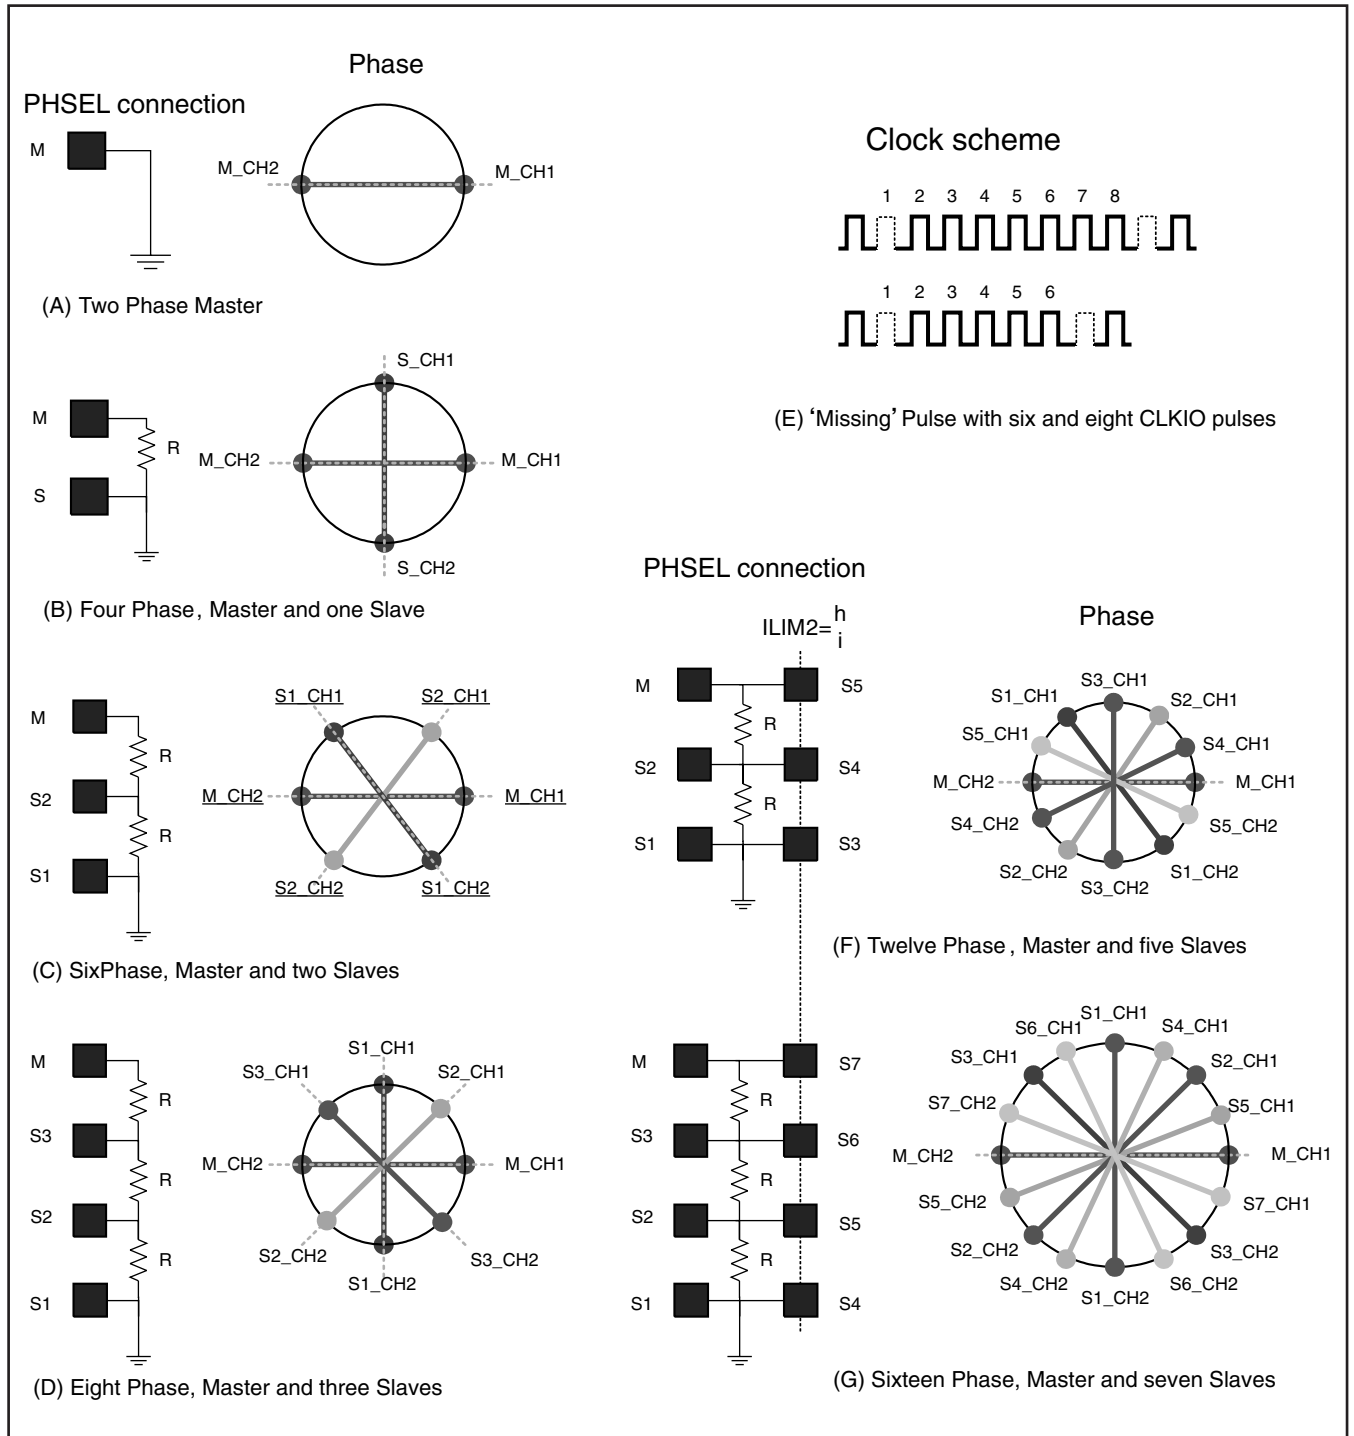 Phase
PHSEL connection
M
M_CH2
M_CH1
(A) Two Phase Master
Clock scheme
1 2 3 4 5 6 7 8
1 2 3 4 5 6
(E) 'Missing' Pulse with six and eight CLKIO pulses
S_CH1
M
R
M_CH2
M_CH1
S
S_CH2
(B) Four Phase, Master and one Slave
S1_CH1
S2_CH1
M
R
S2
M_CH2
M_CH1
R
S1
S2_CH2
S1_CH2
(C) SixPhase, Master and two Slaves
M
S1_CH1
S3_CH1
S2_CH1
R
S3
M_CH2
M_CH1
R
S2
S2_CH2
S3_CH2
R
S1_CH2
S1
(D) Eight Phase, Master and three Slaves
PHSEL connection
ILIM2= h
i
Phase
M
S5
R
S2
S4
R
S1
S3
S3_CH1
S1_CH1
S2_CH1
S5_CH1
S4_CH1
M_CH2
M_CH1
S4_CH2
S5_CH2
S2_CH2
S1_CH2
S3_CH2
(F) Twelve Phase, Master and five Slaves
M
S7
R
S3
S6
R
S2
S5
R
S1
S4
S1_CH1
S6_CH1
S4_CH1
S3_CH1
S2_CH1
S7_CH2
S5_CH1
M_CH2
M_CH1
S5_CH2
S7_CH1
S2_CH2
S3_CH2
S4_CH2
S6_CH2
S1_CH2
(G) Sixteen Phase, Master and seven Slaves